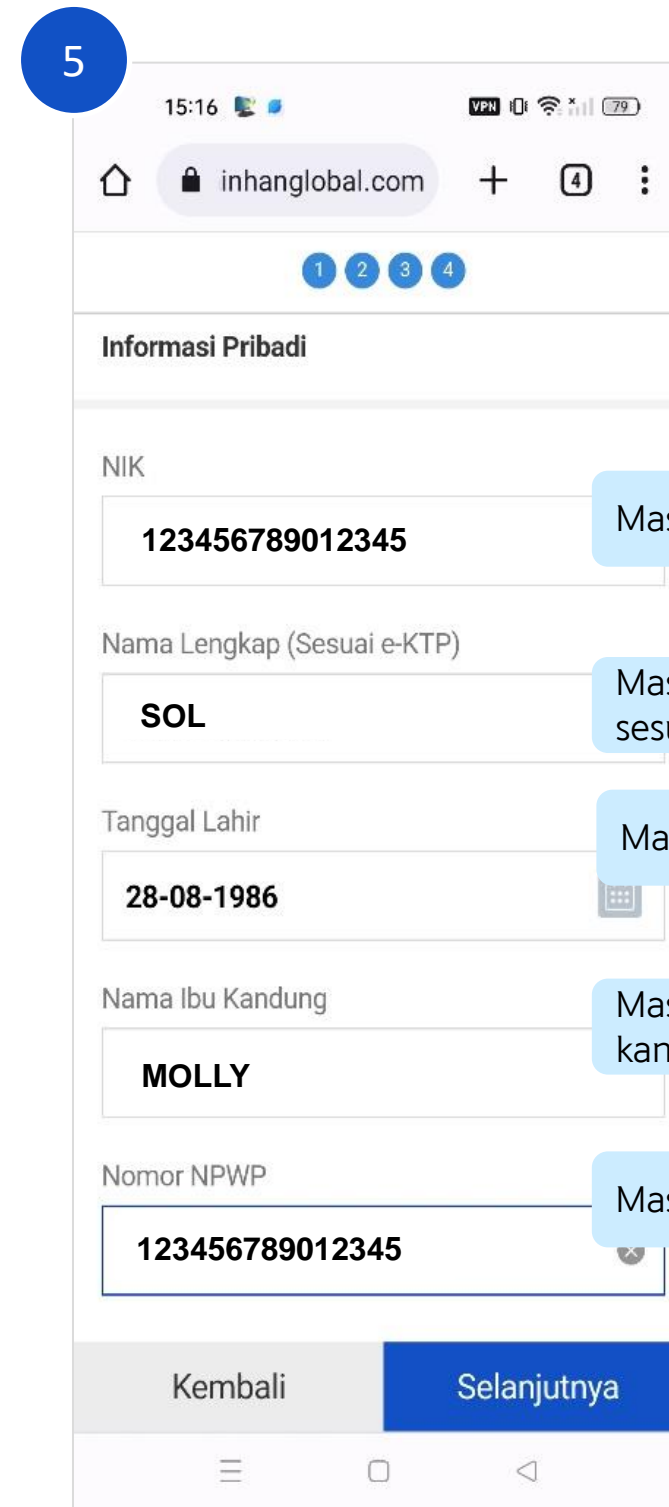 5
15:16
VPN 79
inhanglobal.com 4
1 2 3 4
Informasi Pribadi
NIK
123456789012345
Nama Lengkap (Sesuai e-KTP)
SOL
Tanggal Lahir
28-08-1986
Nama Ibu Kandung
MOLLY
Nomor NPWP
123456789012345
Kembali Selanjutnya